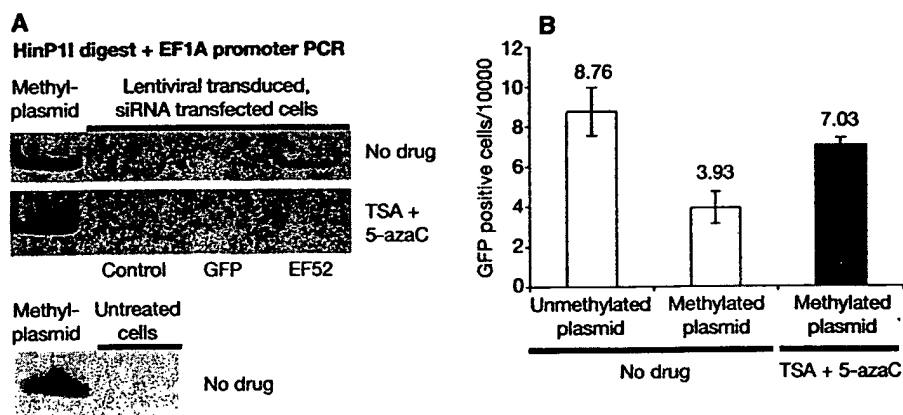 A
HinP1I digest + EF1A promoter PCR
Methyl-
plasmid
Lentiviral transduced,
siRNA transfected cells
No drug
TSA +
5-azaC
Control GFP EF52
Methyl-
plasmid
Untreated
cells
No drug
B
GFP positive cells/10000
12
10
8
6
4
2
0
8.76
3.93
7.03
Unmethylated
plasmid
Methylated
plasmid
Methylated
plasmid
No drug
TSA + 5-azaC